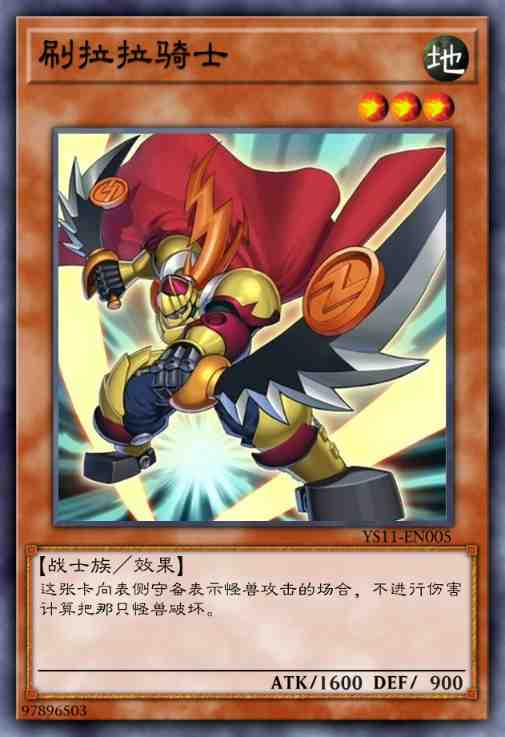 刷拉拉骑士
地
YS11-EN005
【战士族／效果】
这张卡向表侧守备表示怪兽攻击的场合，不进行伤害
计算把那只怪兽破坏。
ATK/1600 DEF/ 900
97896503